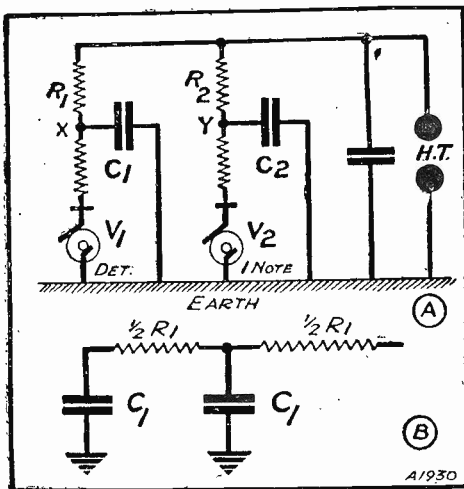 R1
R2
X
C1
Y
C2
H.T.
V1
V2
DET:
1 NOTE
EARTH
A
½ R1
½ R1
C1
C1
B
A1930